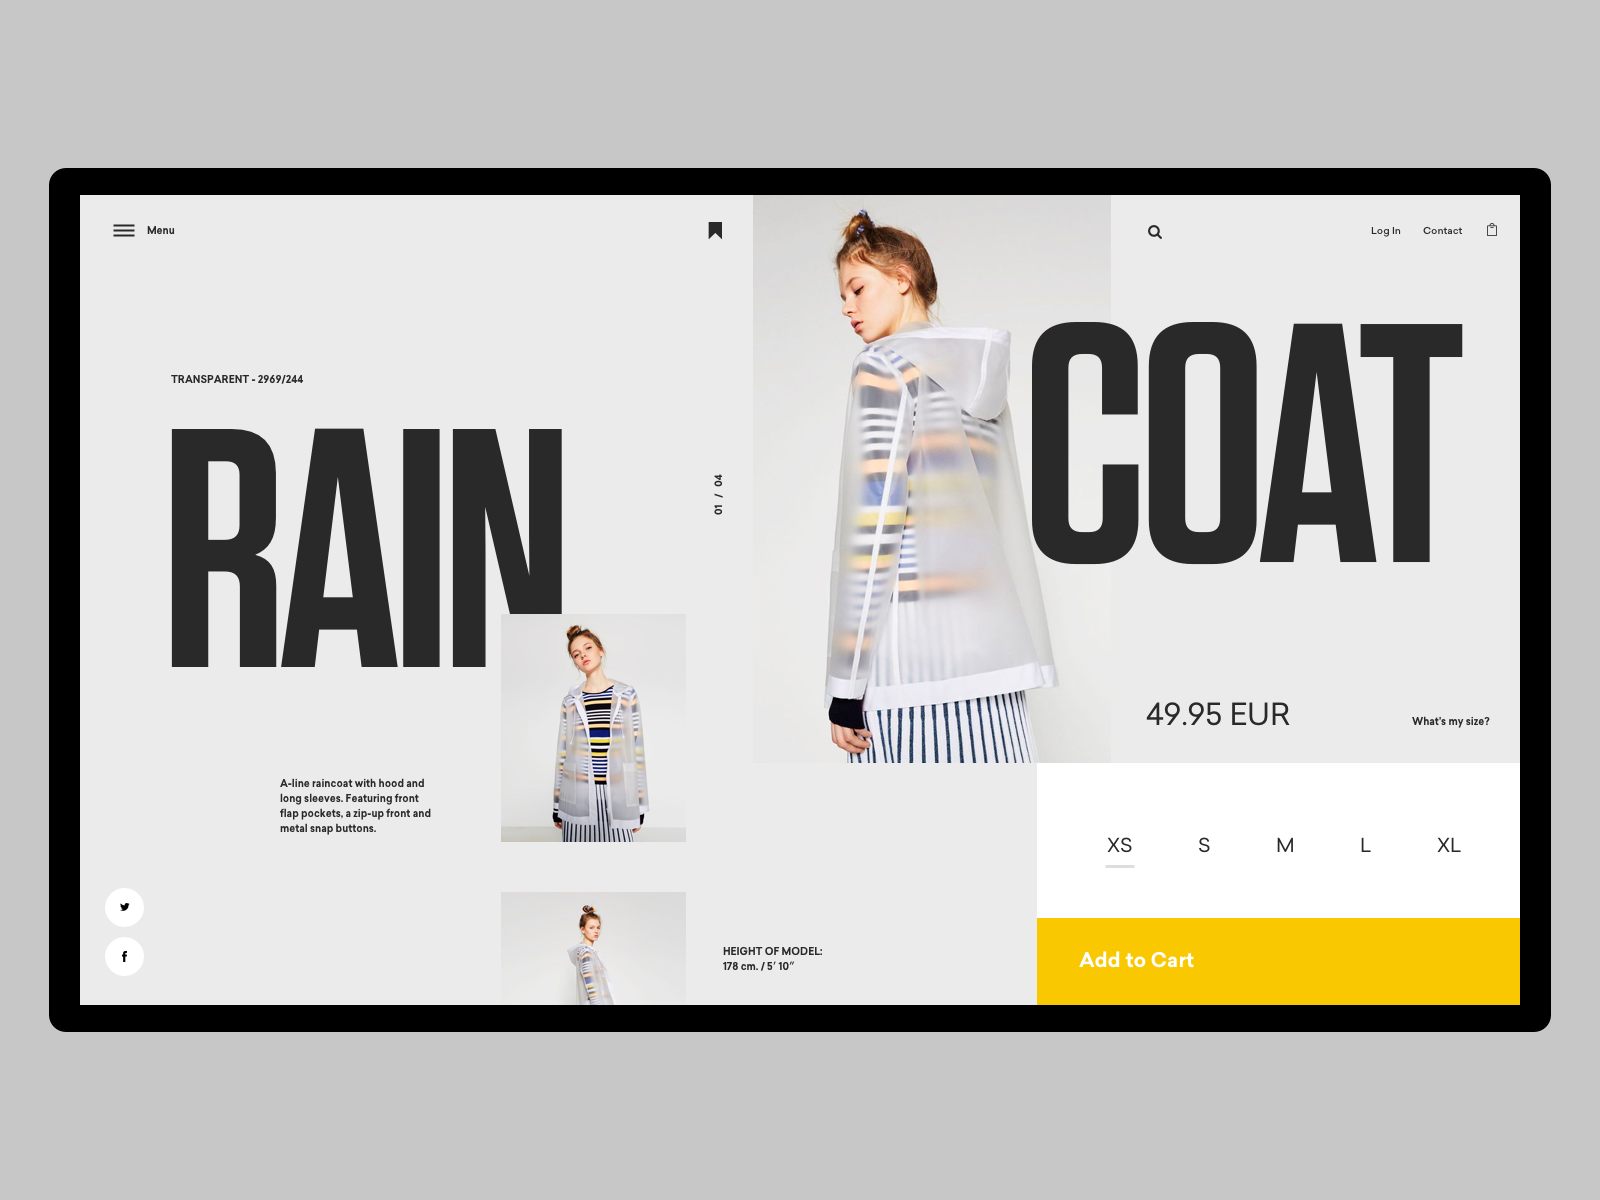 Menu
Log In
Contact
TRANSPARENT - 2969/244
RAIN
COAT
01 / 04
49.95 EUR
What's my size?
A-line raincoat with hood and
long sleeves. Featuring front
flap pockets, a zip-up front and
metal snap buttons.
XS
S
M
L
XL
HEIGHT OF MODEL:
178 cm. / 5′ 10″
Add to Cart